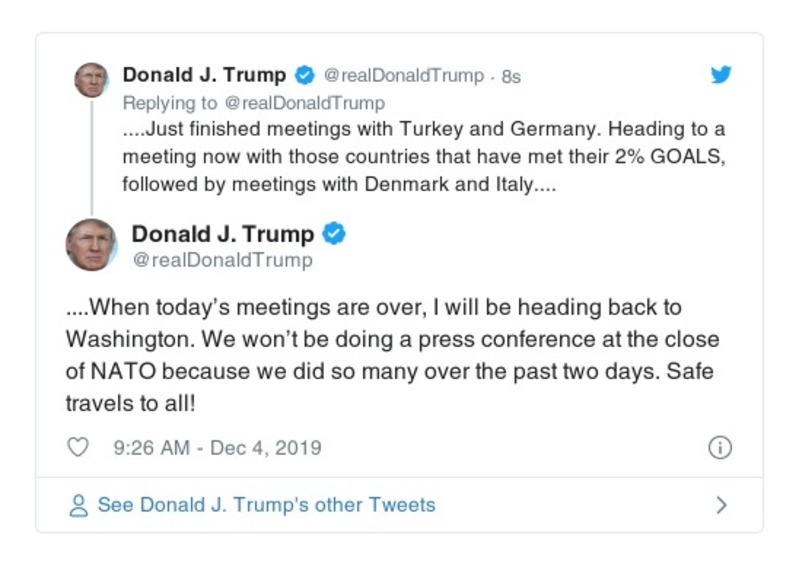 Donald J. Trump @realDonaldTrump · 8s
Replying to @realDonaldTrump
....Just finished meetings with Turkey and Germany. Heading to a
meeting now with those countries that have met their 2% GOALS,
followed by meetings with Denmark and Italy....
Donald J. Trump
@realDonaldTrump
....When today’s meetings are over, I will be heading back to
Washington. We won’t be doing a press conference at the close
of NATO because we did so many over the past two days. Safe
travels to all!
9:26 AM - Dec 4, 2019
See Donald J. Trump's other Tweets